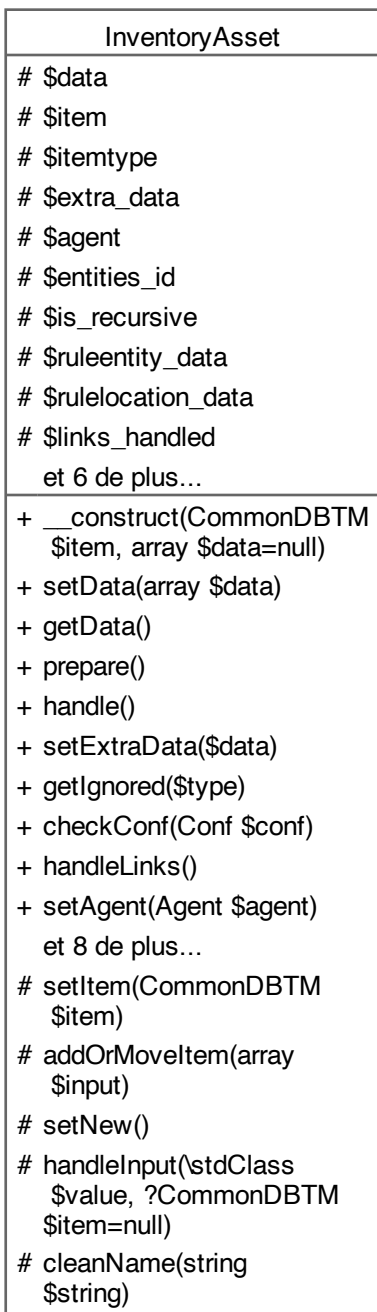 InventoryAsset
# $data
# $item
# $itemtype
# $extra_data
# $agent
# $entities_id
# $is_recursive
# $ruleentity_data
# $rulelocation_data
# $links_handled
et 6 de plus...
+ __construct(CommonDBTM
$item, array $data=null)
+ setData(array $data)
+ getData()
+ prepare()
+ handle()
+ setExtraData($data)
+ getIgnored($type)
+ checkConf(Conf $conf)
+ handleLinks()
+ setAgent(Agent $agent)
et 8 de plus...
# setItem(CommonDBTM
$item)
# addOrMoveItem(array
$input)
# setNew()
# handleInput(\stdClass
$value, ?CommonDBTM
$item=null)
# cleanName(string
$string)